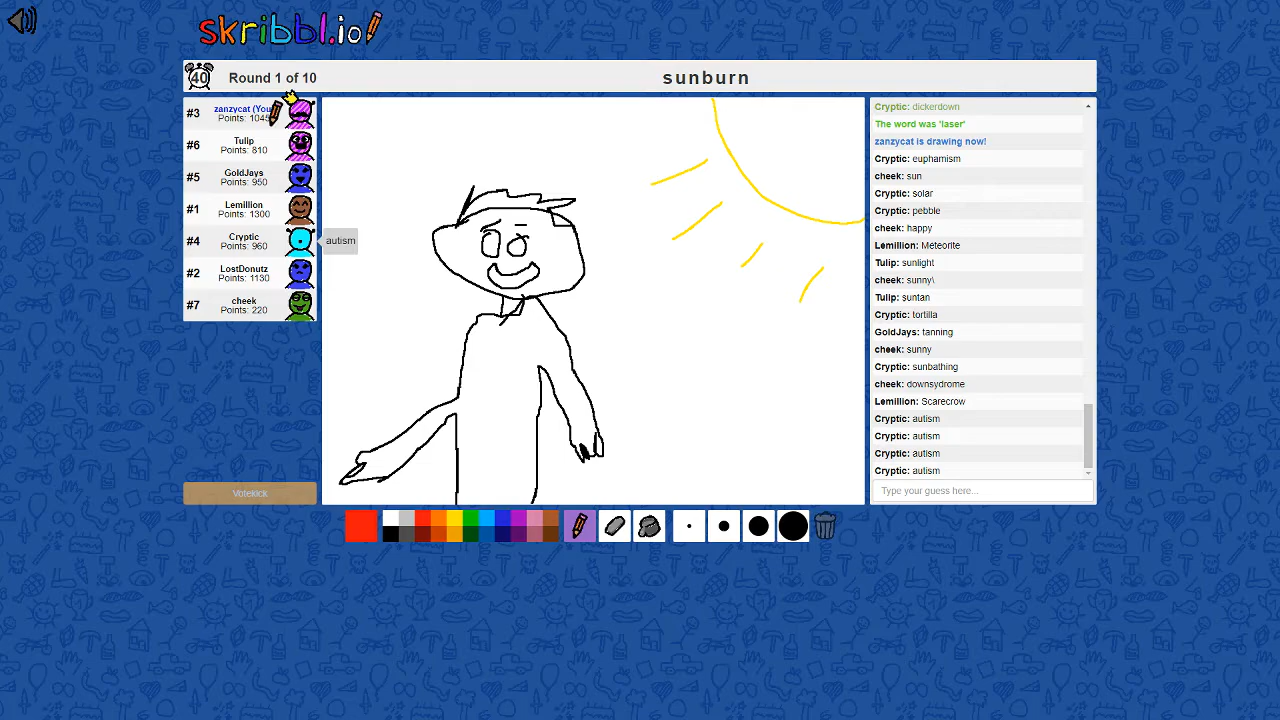 skribbl.io
40
Round 1 of 10
sunburn
#3
zanzycat (You
Points: 1045
#6
Tulip
Points: 810
#5
GoldJays
Points: 950
#1
Lemillion
Points: 1300
#4
Cryptic
Points: 960
autism
#2
LostDonutz
Points: 1130
#7
cheek
Points: 220
Votekick
Cryptic: dickerdown
The word was 'laser'
zanzycat is drawing now!
Cryptic: euphamism
cheek: sun
Cryptic: solar
Cryptic: pebble
cheek: happy
Lemillion: Meteorite
Tulip: sunlight
cheek: sunny\
Tulip: suntan
Cryptic: tortilla
GoldJays: tanning
cheek: sunny
Cryptic: sunbathing
cheek: downsydrome
Lemillion: Scarecrow
Cryptic: autism
Cryptic: autism
Cryptic: autism
Cryptic: autism
Type your guess here...